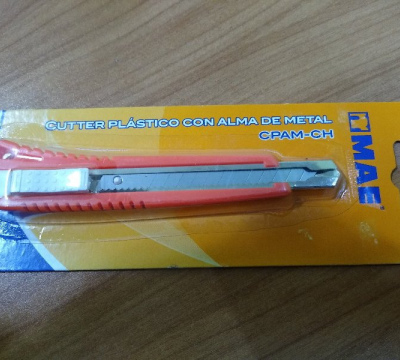 CUTTER PLÁSTICO CON ALMA DE METAL
CPAM-CH
MAE